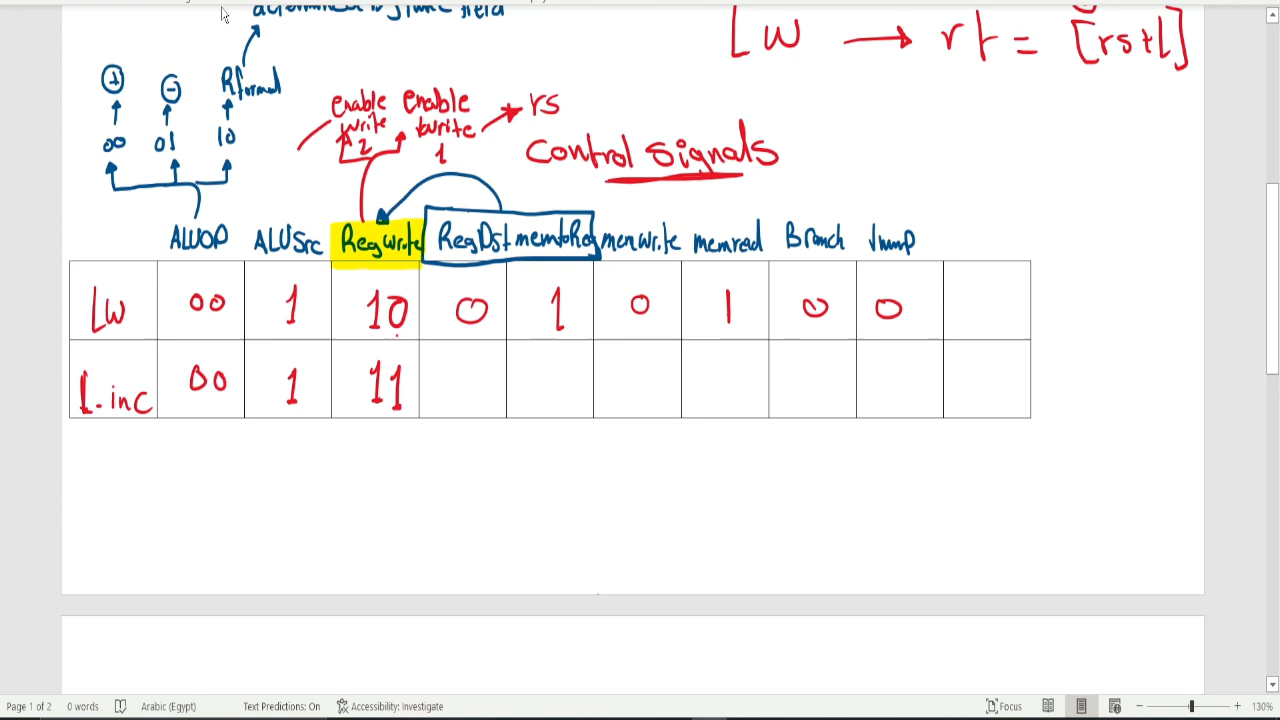 field
LW → rt = [rs+L]
+ - Rformat
00 01 10
enable write 2
enable write 1
rs
Control signals
ALUOP ALUSrc RegWrite RegDst memtoReg memWrite memread Branch Jump
LW 00 1 10 0 1 0 1 0 0
L.inc 00 1 11
Page 1 of 2 0 words Arabic (Egypt) Text Predictions: On Accessibility: Investigate Focus 130%